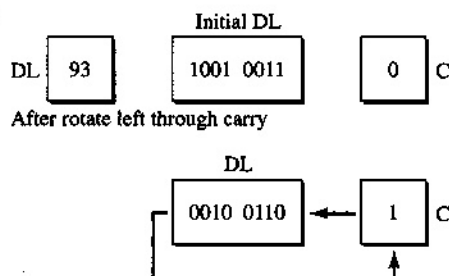 Initial DL
DL 93 1001 0011 0 C
After rotate left through carry
DL
0010 0110 1 C